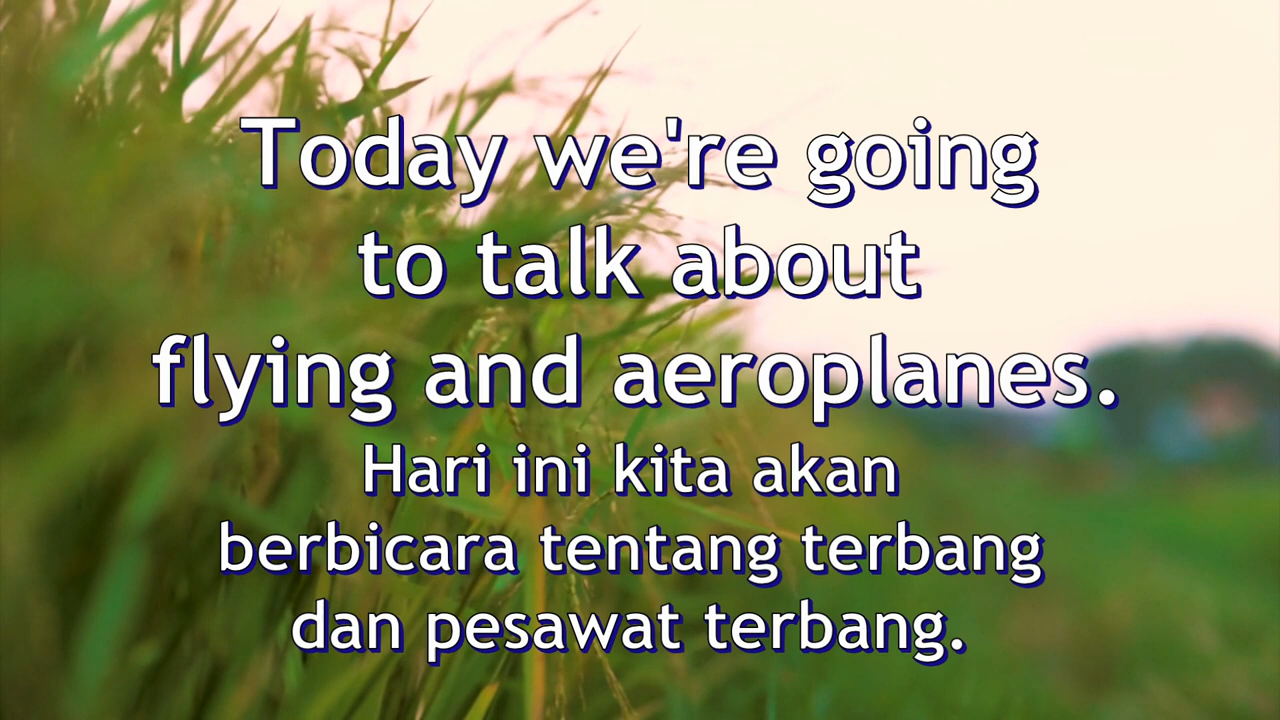 Today we're going
to talk about
flying and aeroplanes.
Hari ini kita akan
berbicara tentang terbang
dan pesawat terbang.